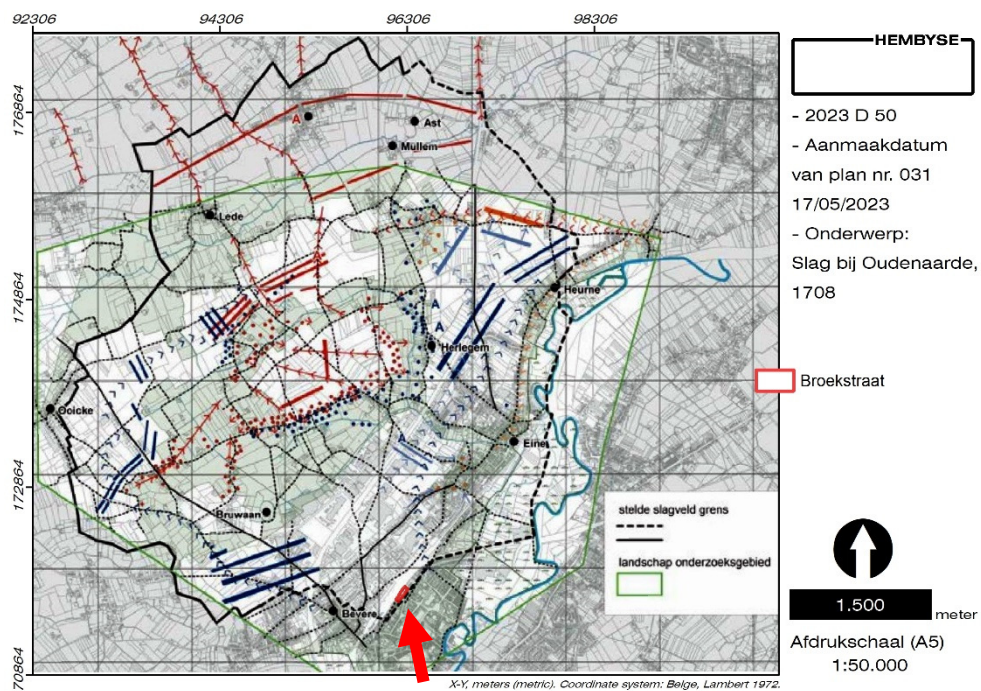 92306 94306 96306 98306
176864
174864
172864
70864
A
Ast
Mullem
Lede
A
Heurne
A
A
Herlegem
Ooicke
A
Eine
Bruwaan
Bevere
stelde slagveld grens
landschap onderzoeksgebied
X-Y, meters (metric). Coordinate system: Belge, Lambert 1972.
HEMBYSE
- 2023 D 50
- Aanmaakdatum
van plan nr. 031
17/05/2023
- Onderwerp:
Slag bij Oudenaarde,
1708
Broekstraat
1.500 meter
Afdrukschaal (A5)
1:50.000